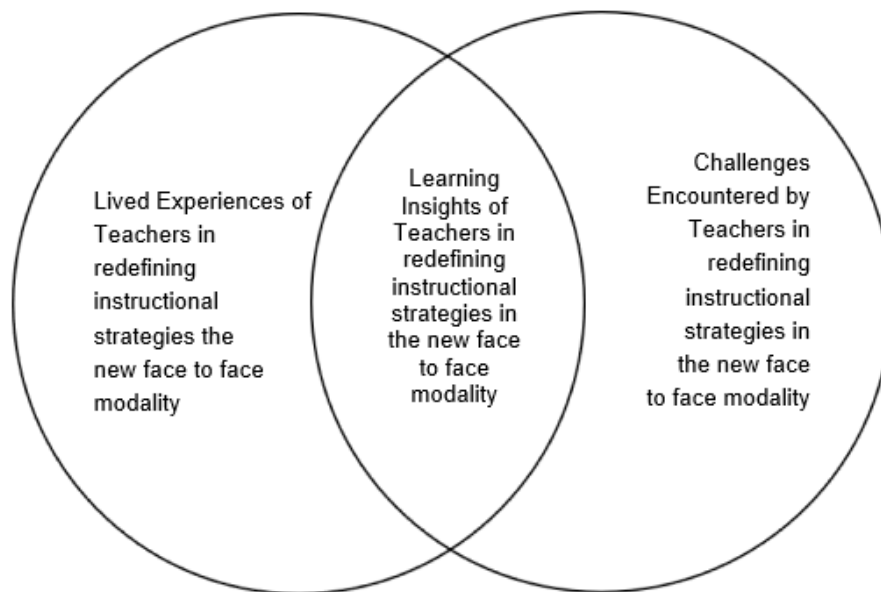 Lived Experiences of
Teachers in
redefining
instructional
strategies the
new face to face
modality
Learning
Insights of
Teachers in
redefining
instructional
strategies in
the new face
to face
modality
Challenges
Encountered by
Teachers in
redefining
instructional
strategies in
the new face
to face modality